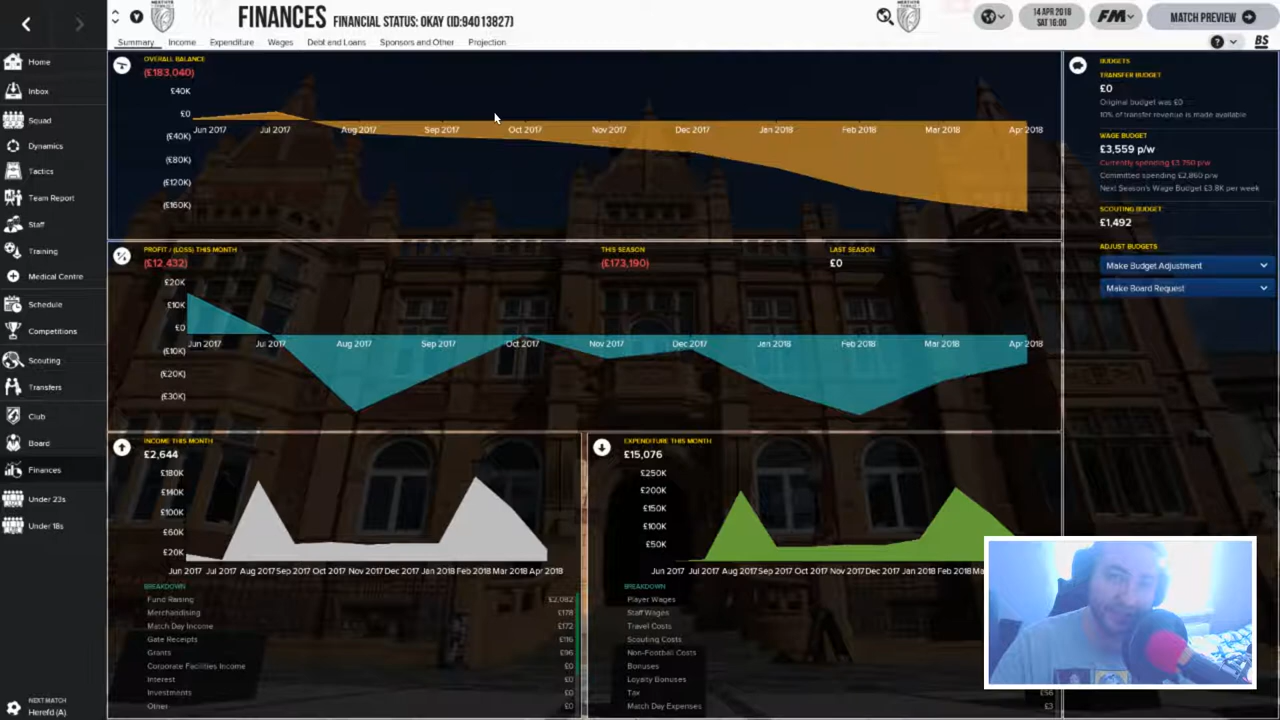 FINANCES FINANCIAL STATUS: OKAY (ID:94013827)
14 APR 2018
SAT 16:00
FM
MATCH PREVIEW
Summary Income Expenditure Wages Debt and Loans Sponsors and Other Projection
? BS
Home
Inbox
Squad
Dynamics
Tactics
Team Report
Staff
Training
Medical Centre
Schedule
Competitions
Scouting
Transfers
Club
Board
Finances
Under 23s
Under 18s
NEXT MATCH
Herefd (A)
OVERALL BALANCE
(£183,040)
£40K
£0
(£40K)
(£80K)
(£120K)
(£160K)
Jun 2017 Jul 2017 Aug 2017 Sep 2017 Oct 2017 Nov 2017 Dec 2017 Jan 2018 Feb 2018 Mar 2018 Apr 2018
PROFIT / (LOSS) THIS MONTH
(£12,432)
THIS SEASON
(£173,190)
LAST SEASON
£0
£20K
£10K
£0
(£10K)
(£20K)
(£30K)
Jun 2017 Jul 2017 Aug 2017 Sep 2017 Oct 2017 Nov 2017 Dec 2017 Jan 2018 Feb 2018 Mar 2018 Apr 2018
INCOME THIS MONTH
£2,644
£180K
£140K
£100K
£60K
£20K
Jun 2017 Jul 2017 Aug 2017 Sep 2017 Oct 2017 Nov 2017 Dec 2017 Jan 2018 Feb 2018 Mar 2018 Apr 2018
BREAKDOWN
Fund Raising £2,082
Merchandising £178
Match Day Income £172
Gate Receipts £116
Grants £96
Corporate Facilities Income £0
Interest £0
Investments £0
Other £0
EXPENDITURE THIS MONTH
£15,076
£250K
£200K
£150K
£100K
£50K
Jun 2017 Jul 2017 Aug 2017 Sep 2017 Oct 2017 Nov 2017 Dec 2017 Jan 2018 Feb 2018 Ma
BREAKDOWN
Player Wages
Staff Wages
Travel Costs
Scouting Costs
Non-Football Costs
Bonuses
Loyalty Bonuses
Tax £56
Match Day Expenses £3
BUDGETS
TRANSFER BUDGET
£0
Original budget was £0
10% of transfer revenue is made available
WAGE BUDGET
£3,559 p/w
Currently spending £3,750 p/w
Committed spending £2,860 p/w
Next Season's Wage Budget £3.8K per week
SCOUTING BUDGET
£1,492
ADJUST BUDGETS
Make Budget Adjustment
Make Board Request